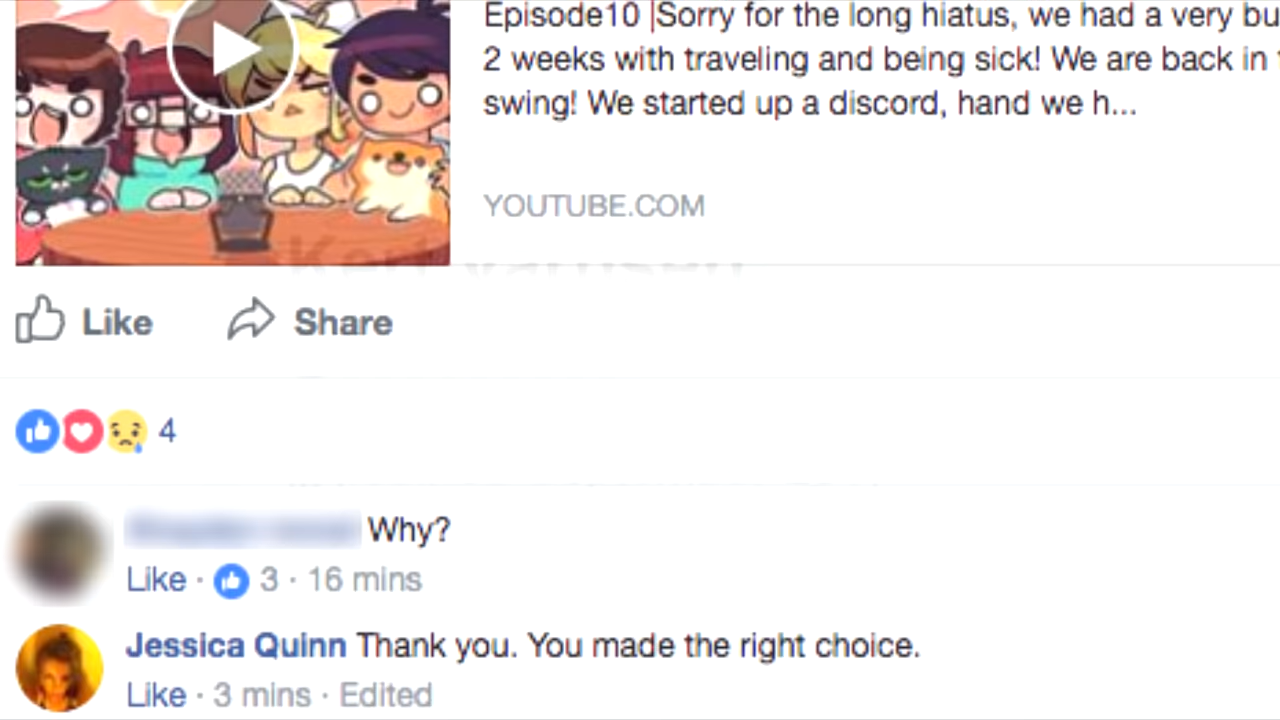 Episode10 |Sorry for the long hiatus, we had a very bu
2 weeks with traveling and being sick! We are back in
swing! We started up a discord, hand we h...
YOUTUBE.COM
Like Share
4
Why?
Like · 3 · 16 mins
Jessica Quinn Thank you. You made the right choice.
Like · 3 mins · Edited